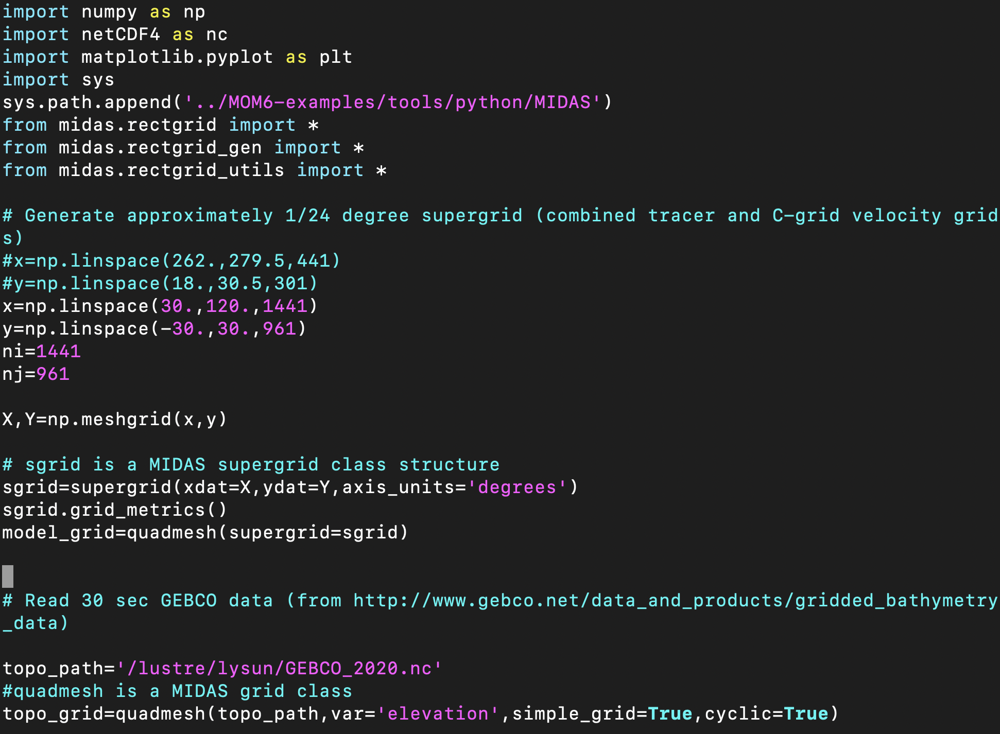 import numpy as np
import netCDF4 as nc
import matplotlib.pyplot as plt
import sys
sys.path.append('../MOM6-examples/tools/python/MIDAS')
from midas.rectgrid import *
from midas.rectgrid_gen import *
from midas.rectgrid_utils import *
# Generate approximately 1/24 degree supergrid (combined tracer and C-grid velocity grid
s)
#x=np.linspace(262.,279.5,441)
#y=np.linspace(18.,30.5,301)
x=np.linspace(30.,120.,1441)
y=np.linspace(-30.,30.,961)
ni=1441
nj=961
X,Y=np.meshgrid(x,y)
# sgrid is a MIDAS supergrid class structure
sgrid=supergrid(xdat=X,ydat=Y,axis_units='degrees')
sgrid.grid_metrics()
model_grid=quadmesh(supergrid=sgrid)
# Read 30 sec GEBCO data (from http://www.gebco.net/data_and_products/gridded_bathymetry
_data)
topo_path='/lustre/lysun/GEBCO_2020.nc'
#quadmesh is a MIDAS grid class
topo_grid=quadmesh(topo_path,var='elevation',simple_grid=True,cyclic=True)